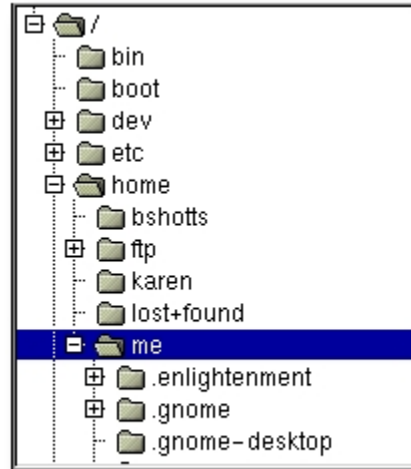 /
bin
boot
dev
etc
home
bshotts
ftp
karen
lost+found
me
.enlightenment
.gnome
.gnome-desktop